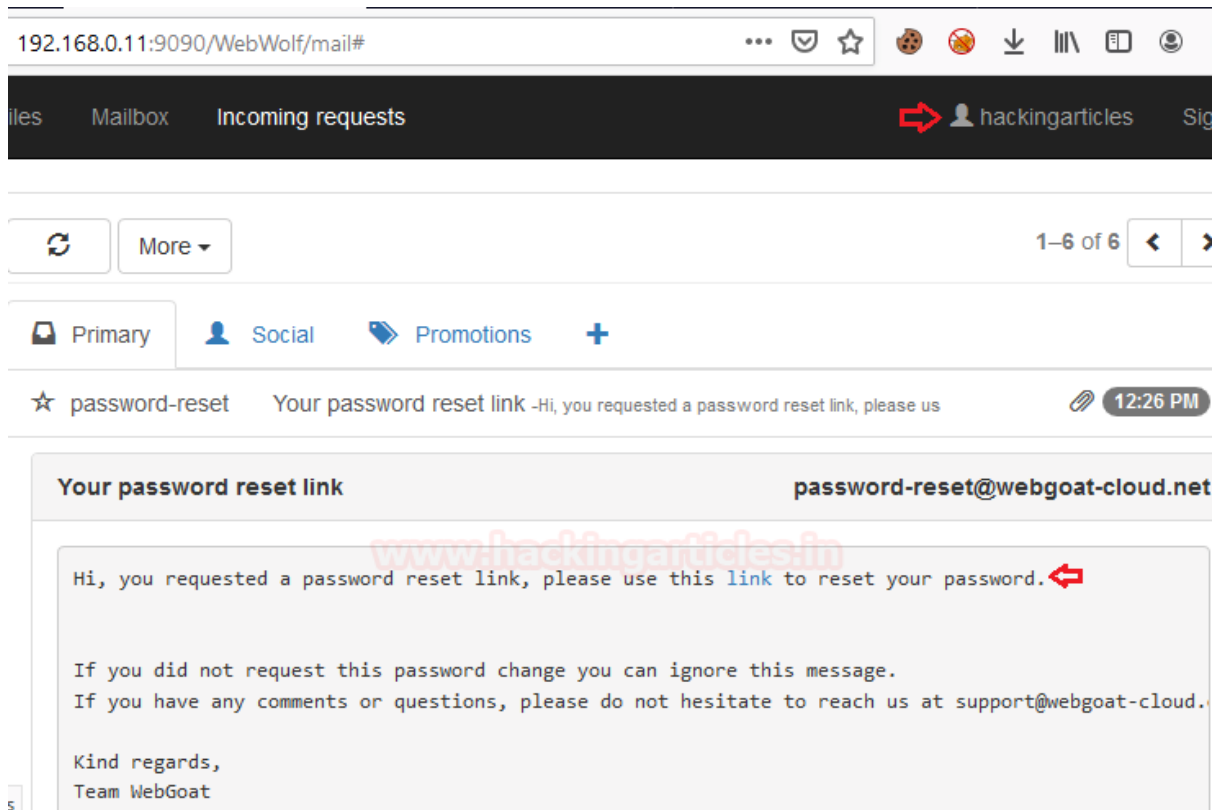 192.168.0.11:9090/WebWolf/mail#
iles Mailbox Incoming requests hackingarticles Sig
More
1–6 of 6
Primary Social Promotions
password-reset Your password reset link -Hi, you requested a password reset link, please us 12:26 PM
Your password reset link password-reset@webgoat-cloud.net
www.hackingarticles.in
Hi, you requested a password reset link, please use this link to reset your password.
If you did not request this password change you can ignore this message.
If you have any comments or questions, please do not hesitate to reach us at support@webgoat-cloud.
Kind regards,
Team WebGoat
s